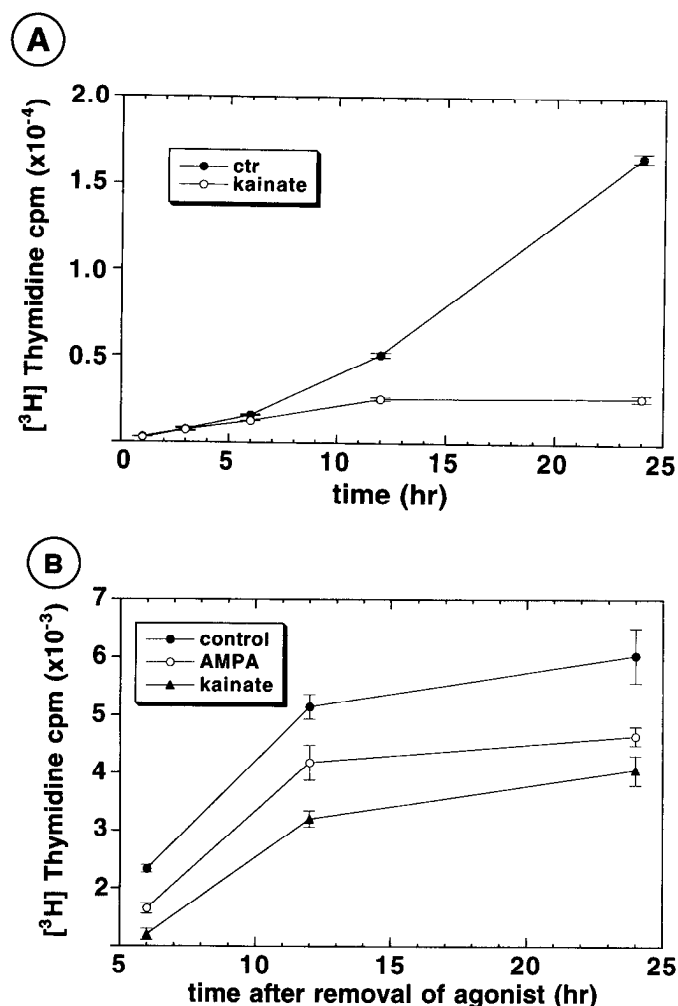 A
[³H] Thymidine cpm (x10⁻⁴)
2.0
1.5
1.0
0.5
ctr
kainate
0 5 10 15 20 25
time (hr)
B
[³H] Thymidine cpm (x10⁻³)
7
6
5
4
3
2
control
AMPA
kainate
5 10 15 20 25
time after removal of agonist (hr)